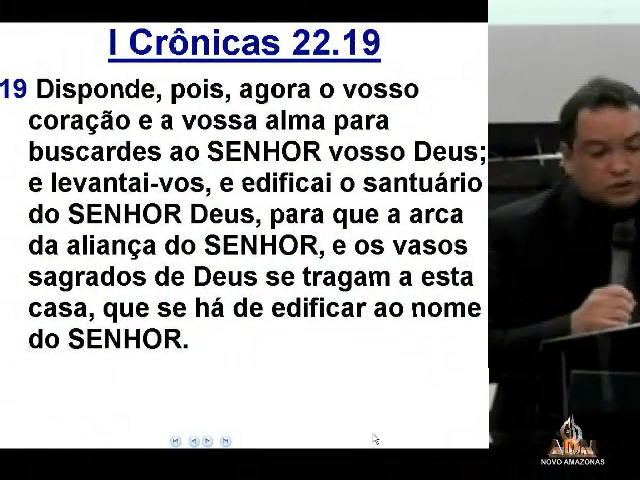 I Crônicas 22.19
19 Disponde, pois, agora o vosso
coração e a vossa alma para
buscardes ao SENHOR vosso Deus;
e levantai-vos, e edificai o santuário
do SENHOR Deus, para que a arca
da aliança do SENHOR, e os vasos
sagrados de Deus se tragam a esta
casa, que se há de edificar ao nome
do SENHOR.
ADNA
NOVO AMAZONAS